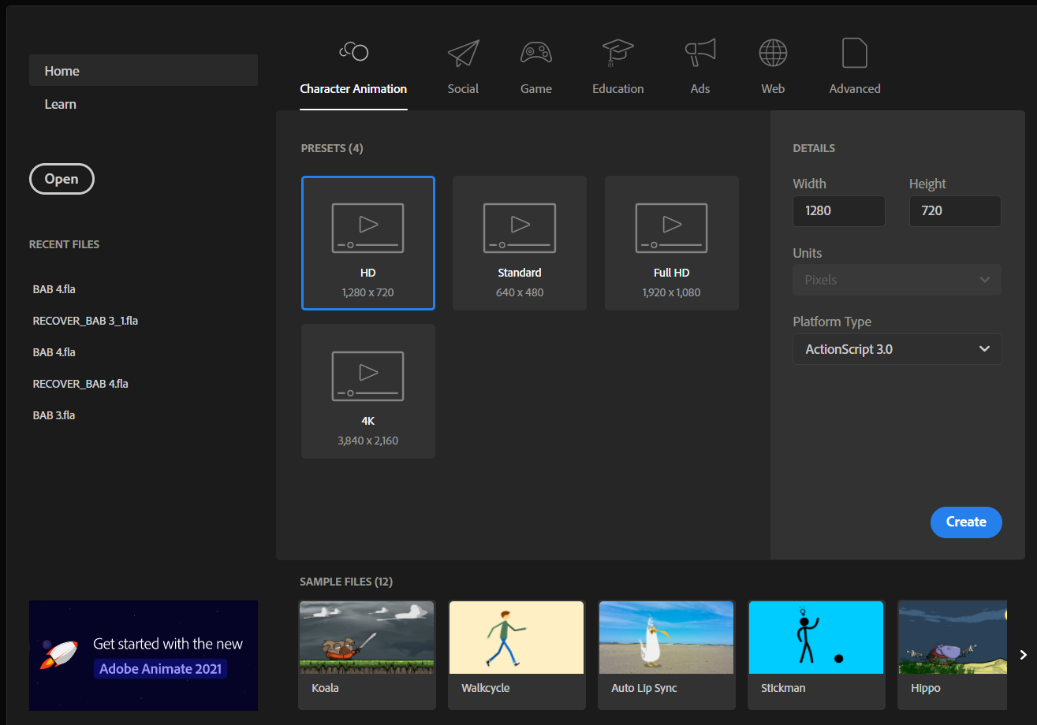 Home
Learn
Open
RECENT FILES
BAB 4.fla
RECOVER_BAB 3_1.fla
BAB 4.fla
RECOVER_BAB 4.fla
BAB 3.fla
Get started with the new
Adobe Animate 2021
Character Animation
Social
Game
Education
Ads
Web
Advanced
PRESETS (4)
HD
1,280 x 720
Standard
640 x 480
Full HD
1,920 x 1,080
4K
3,840 x 2,160
DETAILS
Width
Height
1280
720
Units
Pixels
Platform Type
ActionScript 3.0
Create
SAMPLE FILES (12)
Koala
Walkcycle
Auto Lip Sync
Stickman
Hippo